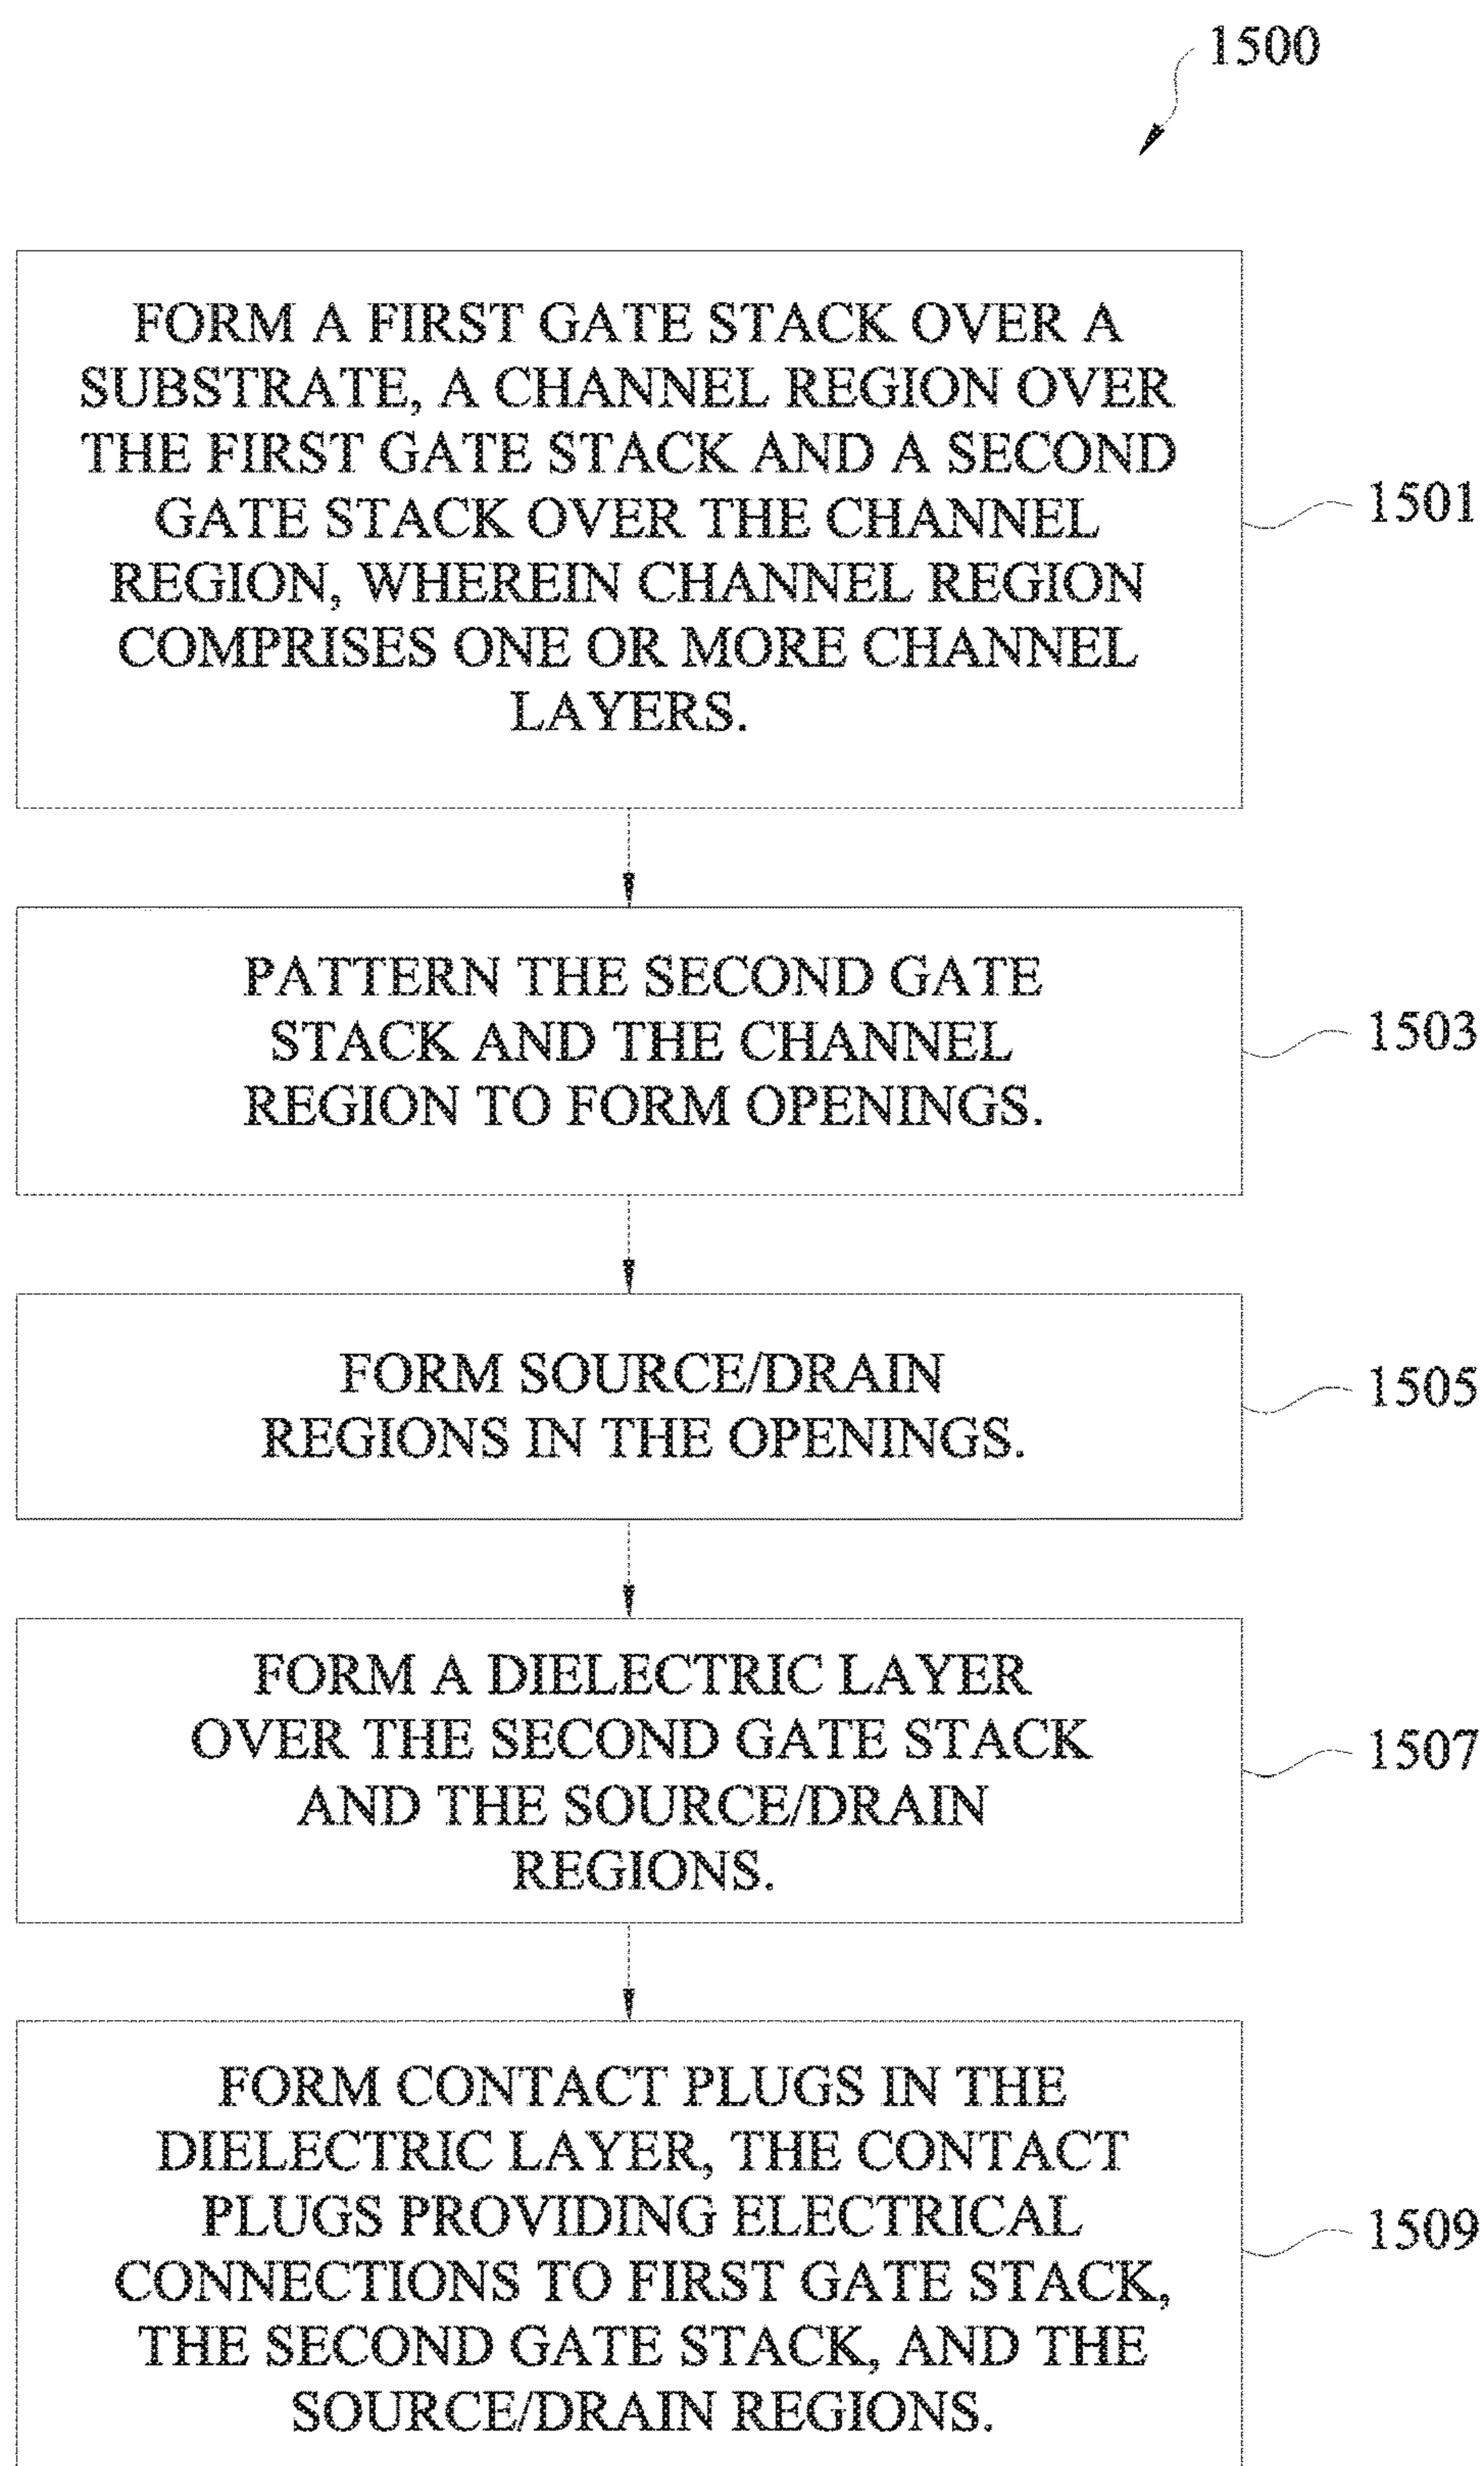 1500
FORM A FIRST GATE STACK OVER A
SUBSTRATE, A CHANNEL REGION OVER
THE FIRST GATE STACK AND A SECOND
GATE STACK OVER THE CHANNEL
REGION, WHEREIN CHANNEL REGION
COMPRISES ONE OR MORE CHANNEL
LAYERS.
1501
PATTERN THE SECOND GATE
STACK AND THE CHANNEL
REGION TO FORM OPENINGS.
1503
FORM SOURCE/DRAIN
REGIONS IN THE OPENINGS.
1505
FORM A DIELECTRIC LAYER
OVER THE SECOND GATE STACK
AND THE SOURCE/DRAIN
REGIONS.
1507
FORM CONTACT PLUGS IN THE
DIELECTRIC LAYER, THE CONTACT
PLUGS PROVIDING ELECTRICAL
CONNECTIONS TO FIRST GATE STACK,
THE SECOND GATE STACK, AND THE
SOURCE/DRAIN REGIONS.
1509